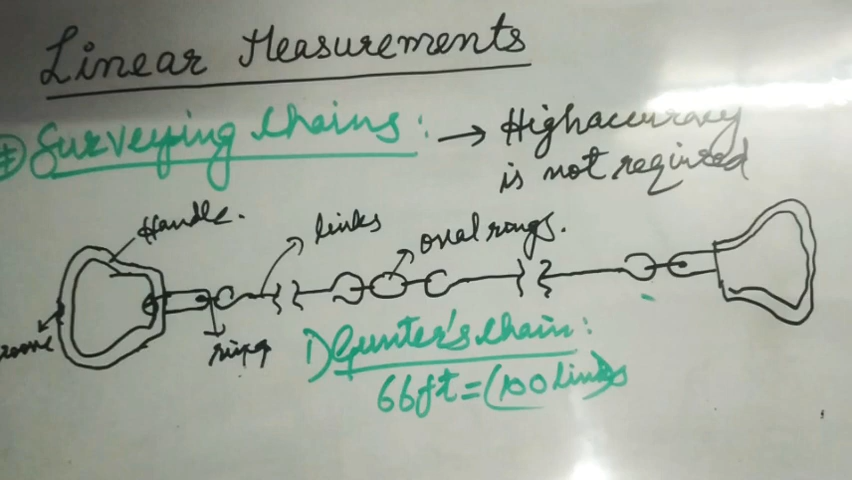 Linear Measurements
Surveying Chains: → High accuracy
is not required
Handle.
links
oval rings.
ring
1) Gunter's Chain:
66ft = (100 links)